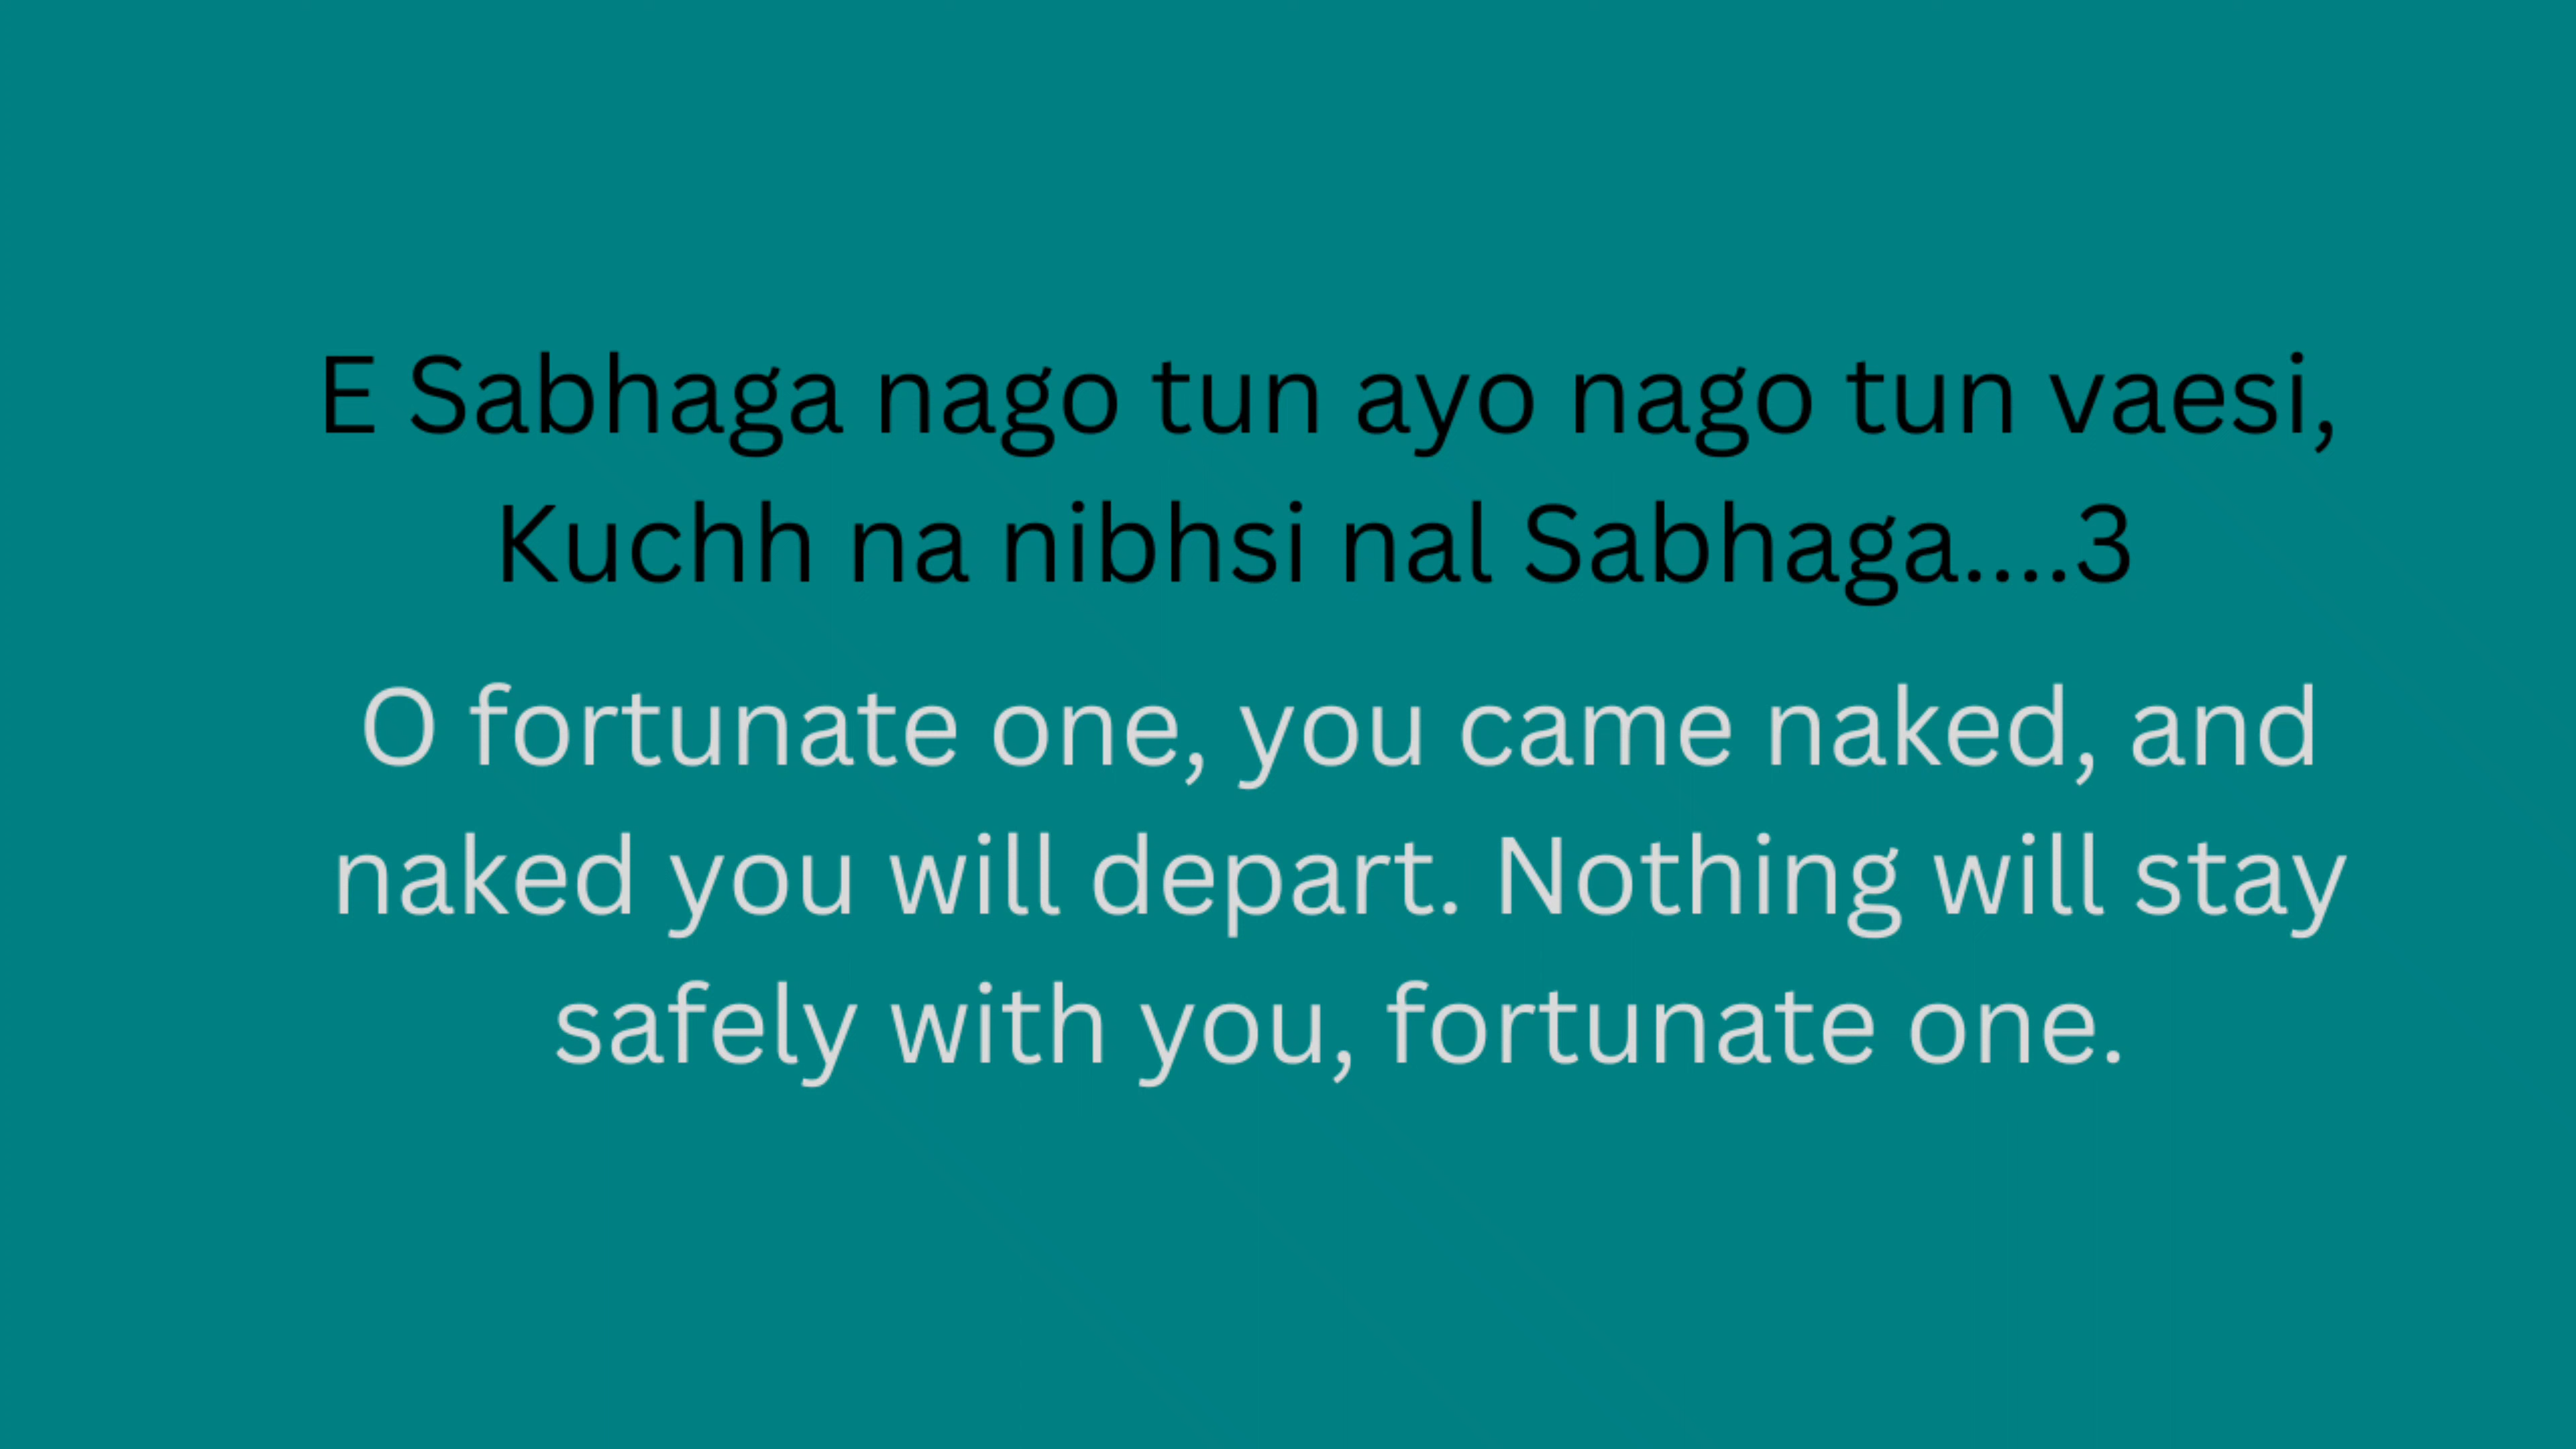 E Sabhaga nago tun ayo nago tun vaesi,
Kuchh na nibhsi nal Sabhaga....3
O fortunate one, you came naked, and
naked you will depart. Nothing will stay
safely with you, fortunate one.